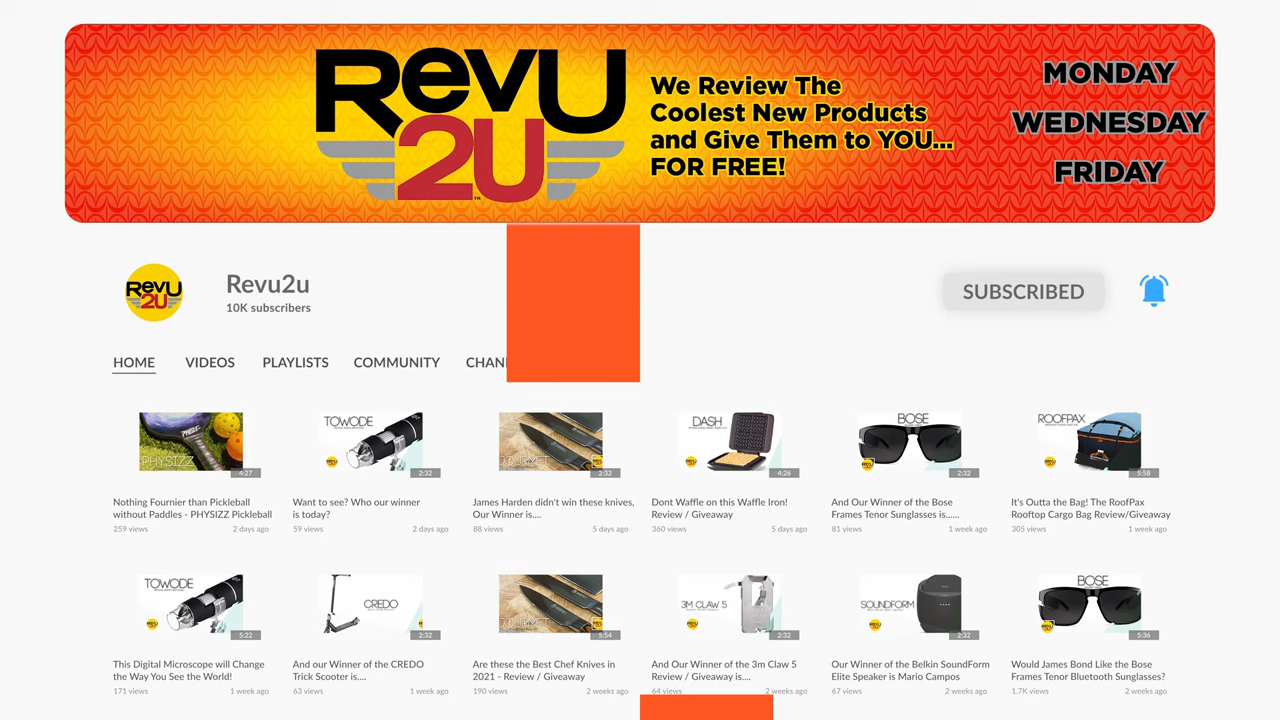 RevU
2U
™
We Review The
Coolest New Products
and Give Them to YOU...
FOR FREE!
MONDAY
WEDNESDAY
FRIDAY
RevU
2U
Revu2u
10K subscribers
SUBSCRIBED
HOME VIDEOS PLAYLISTS COMMUNITY CHAN
PHYSIZZ
4:27
TOWODE
2:32
2:32
DASH
4:26
BOSE
2:32
ROOFPAX
5:58
Nothing Fournier than Pickleball
without Paddles - PHYSIZZ Pickleball
259 views 2 days ago
Want to see? Who our winner
is today?
59 views 2 days ago
James Harden didn't win these knives,
Our Winner is....
88 views 5 days ago
Dont Waffle on this Waffle Iron!
Review / Giveaway
360 views 5 days ago
And Our Winner of the Bose
Frames Tenor Sunglasses is......
81 views 1 week ago
It's Outta the Bag! The RoofPax
Rooftop Cargo Bag Review/Giveaway
305 views 1 week ago
TOWODE
5:22
CREDO
2:32
5:54
3M CLAW 5
2:32
SOUNDFORM
2:32
BOSE
5:36
This Digital Microscope will Change
the Way You See the World!
171 views 1 week ago
And our Winner of the CREDO
Trick Scooter is....
63 views 1 week ago
Are these the Best Chef Knives in
2021 - Review / Giveaway
190 views 2 weeks ago
And Our Winner of the 3m Claw 5
Review / Giveaway is....
64 views 2 weeks ago
Our Winner of the Belkin SoundForm
Elite Speaker is Mario Campos
67 views 2 weeks ago
Would James Bond Like the Bose
Frames Tenor Bluetooth Sunglasses?
1.7K views 2 weeks ago